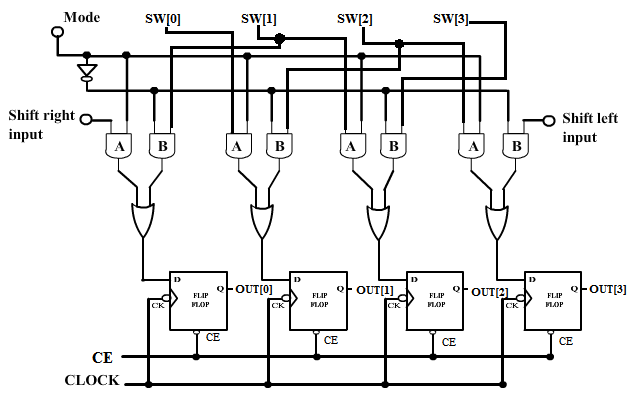 Mode
SW[0] SW[1] SW[2] SW[3]
Shift right
input
Shift left
input
A B A B A B A B
D Q D Q D Q D Q
FLIP FLIP FLIP FLIP
FLOP FLOP FLOP FLOP
OUT[0] OUT[1] OUT[2] OUT[3]
CK CK CK CK
CE CE CE CE
CE
CLOCK